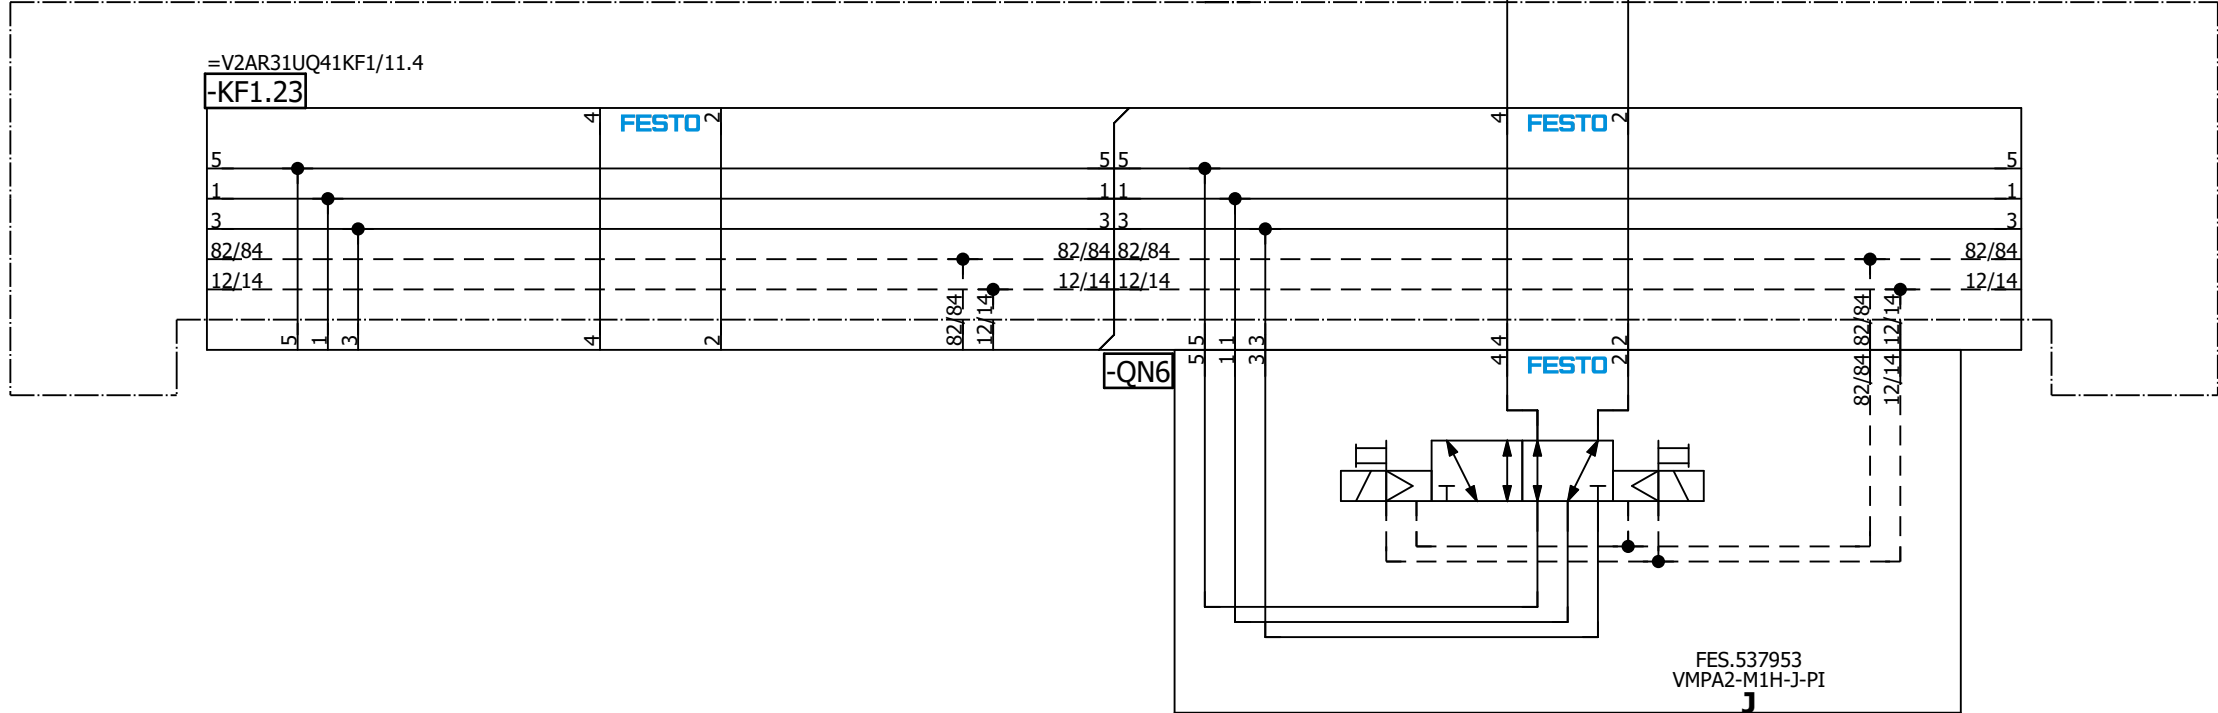 =V2AR31UQ41KF1/11.4
-KF1.23
4 FESTO 2 4 FESTO 2
5 5 5 5
1 1 1 1
3 3 3 3
82/84 82/84 82/84 82/84
12/14 12/14 12/14 12/14
5 1 3 4 2 82/84 12/14 5 1 3 4 2 82/84 12/14
-QN6 5 1 3 4 FESTO 2 82/84 12/14
FES.537953
VMPA2-M1H-J-PI
J